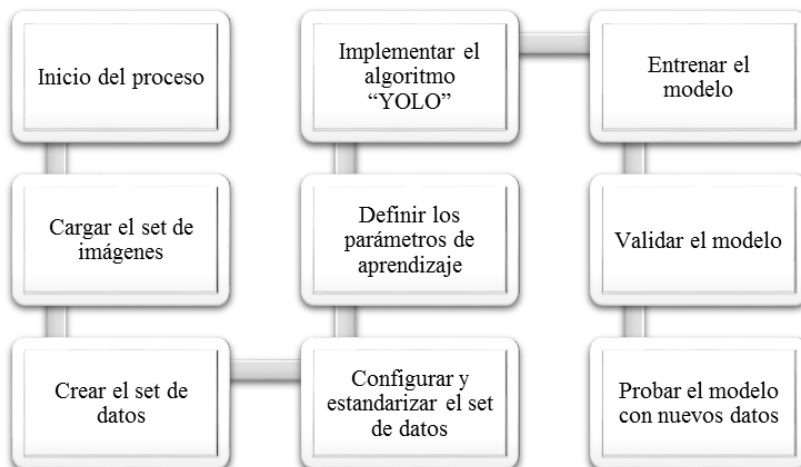 Inicio del proceso
Cargar el set de
imágenes
Crear el set de
datos
Configurar y
estandarizar el set
de datos
Definir los
parámetros de
aprendizaje
Implementar el
algoritmo
“YOLO”
Entrenar el
modelo
Validar el modelo
Probar el modelo
con nuevos datos